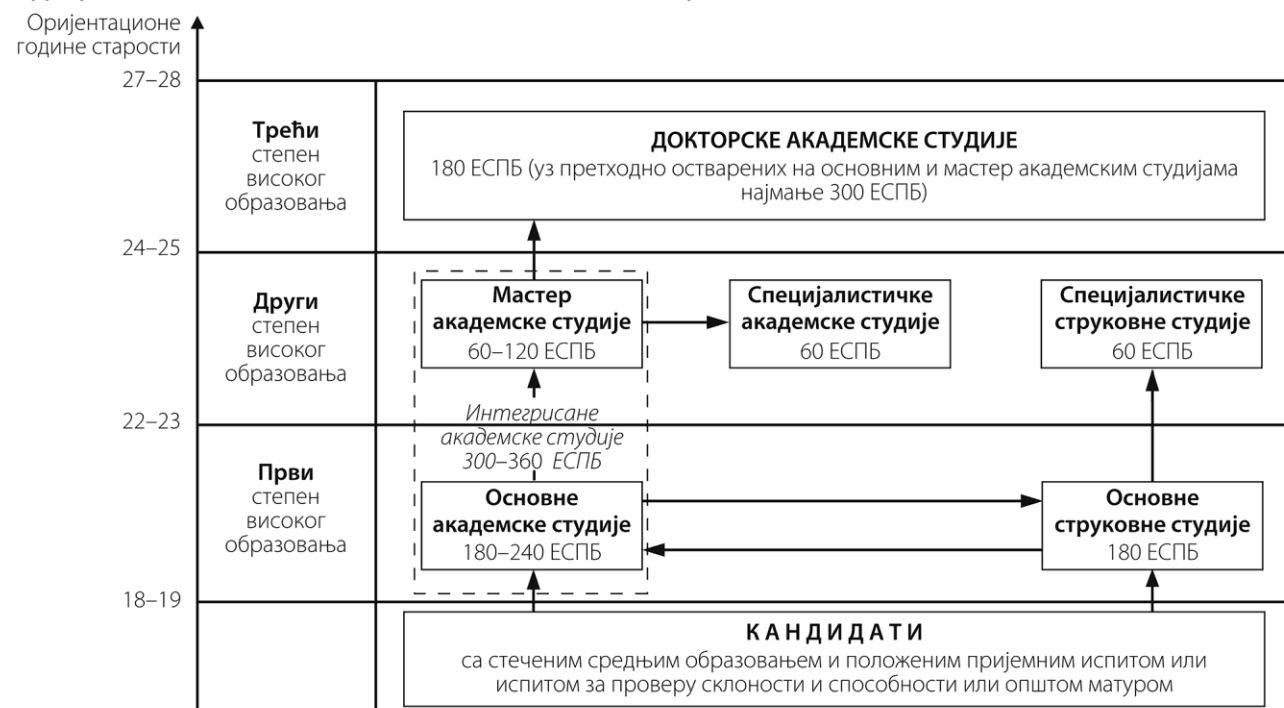 Оријентационе
године старости
27–28
Трећи
степен
високог
образовања
ДОКТОРСКЕ АКАДЕМСКЕ СТУДИЈЕ
180 ЕСПБ (уз претходно остварених на основним и мастер академским студијама
најмање 300 ЕСПБ)
24–25
Други
степен
високог
образовања
Мастер
академске студије
60–120 ЕСПБ
Специјалистичке
академске студије
60 ЕСПБ
Специјалистичке
струковне студије
60 ЕСПБ
22–23
Интегрисане
академске студије
300–360 ЕСПБ
Први
степен
високог
образовања
Основне
академске студије
180–240 ЕСПБ
Основне
струковне студије
180 ЕСПБ
18–19
КАНДИДАТИ
са стеченим средњим образовањем и положеним пријемним испитом или
испитом за проверу склоности и способности или општом матуром